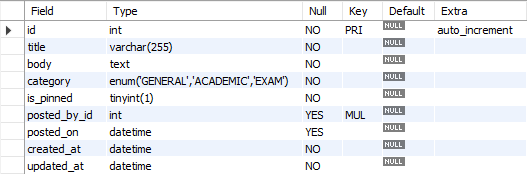 Field Type Null Key Default Extra
id int NO PRI NULL auto_increment
title varchar(255) NO NULL
body text NO NULL
category enum('GENERAL','ACADEMIC','EXAM') NO NULL
is_pinned tinyint(1) NO NULL
posted_by_id int YES MUL NULL
posted_on datetime YES NULL
created_at datetime NO NULL
updated_at datetime NO NULL